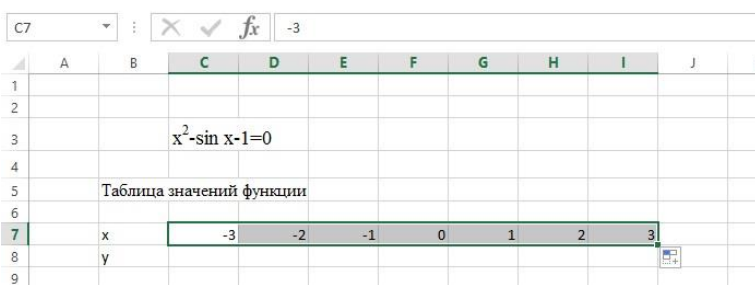 C7 fx -3
A B C D E F G H I J
1
2
3 x²-sin x-1=0
4
5 Таблица значений функции
6
7 x -3 -2 -1 0 1 2 3
8 y
9